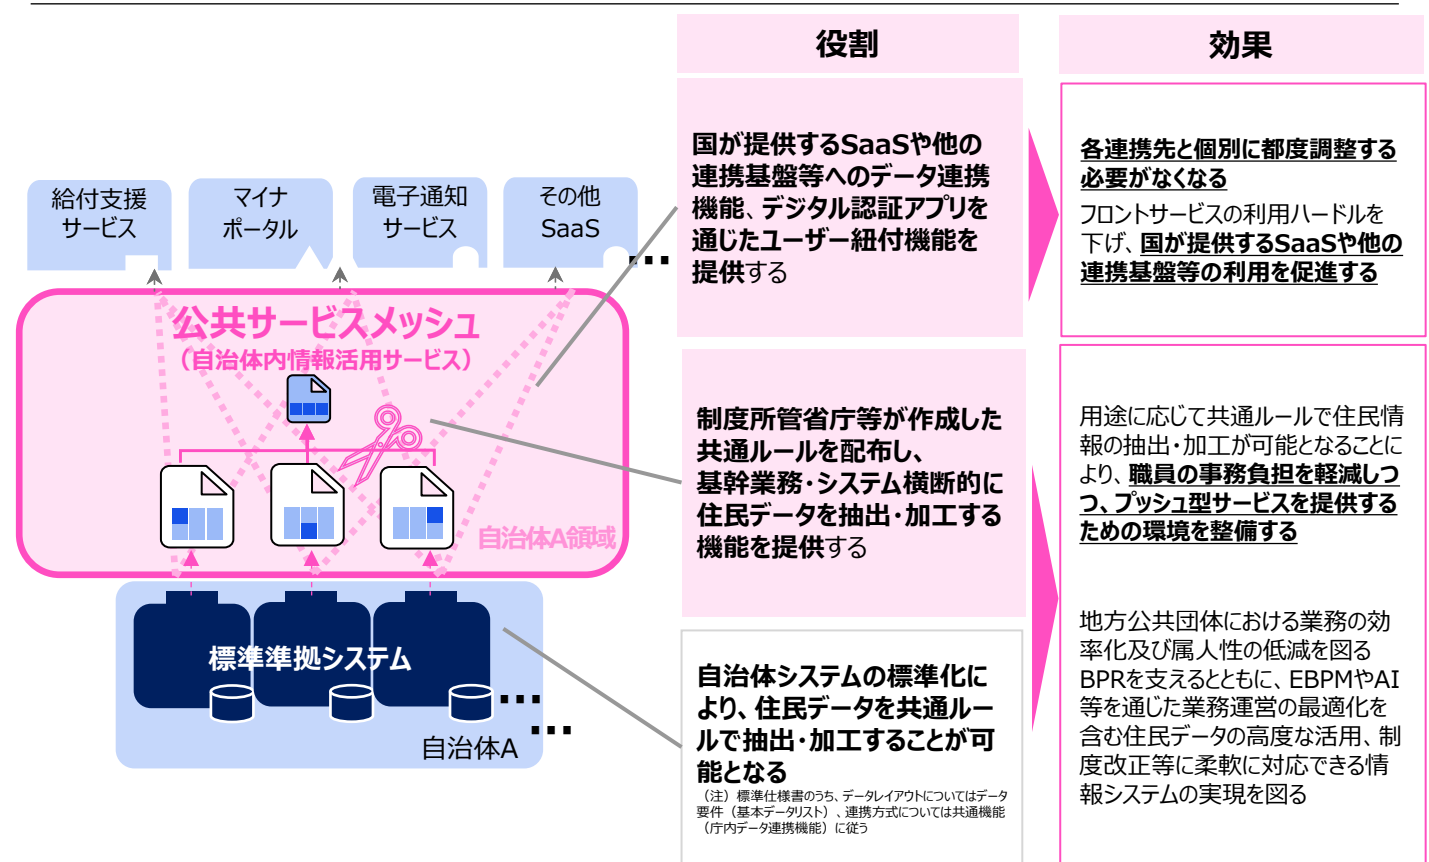 役割
効果
給付支援
サービス
マイナ
ポータル
電子通知
サービス
その他
SaaS
…
公共サービスメッシュ
（自治体内情報活用サービス）
自治体A領域
標準準拠システム
…
…
自治体A
国が提供するSaaSや他の
連携基盤等へのデータ連携
機能、デジタル認証アプリを
通じたユーザー紐付機能を
提供する
制度所管省庁等が作成した
共通ルールを配布し、
基幹業務・システム横断的に
住民データを抽出・加工する
機能を提供する
自治体システムの標準化に
より、住民データを共通ルー
ルで抽出・加工することが可
能となる
（注）標準仕様書のうち、データレイアウトについてはデータ
要件（基本データリスト）、連携方式については共通機能
（庁内データ連携機能）に従う
各連携先と個別に都度調整する
必要がなくなる
フロントサービスの利用ハードルを
下げ、国が提供するSaaSや他の
連携基盤等の利用を促進する
用途に応じて共通ルールで住民情
報の抽出・加工が可能となることに
より、職員の事務負担を軽減しつ
つ、プッシュ型サービスを提供する
ための環境を整備する
地方公共団体における業務の効
率化及び属人性の低減を図る
BPRを支えるとともに、EBPMやAI
等を通じた業務運営の最適化を
含む住民データの高度な活用、制
度改正等に柔軟に対応できる情
報システムの実現を図る